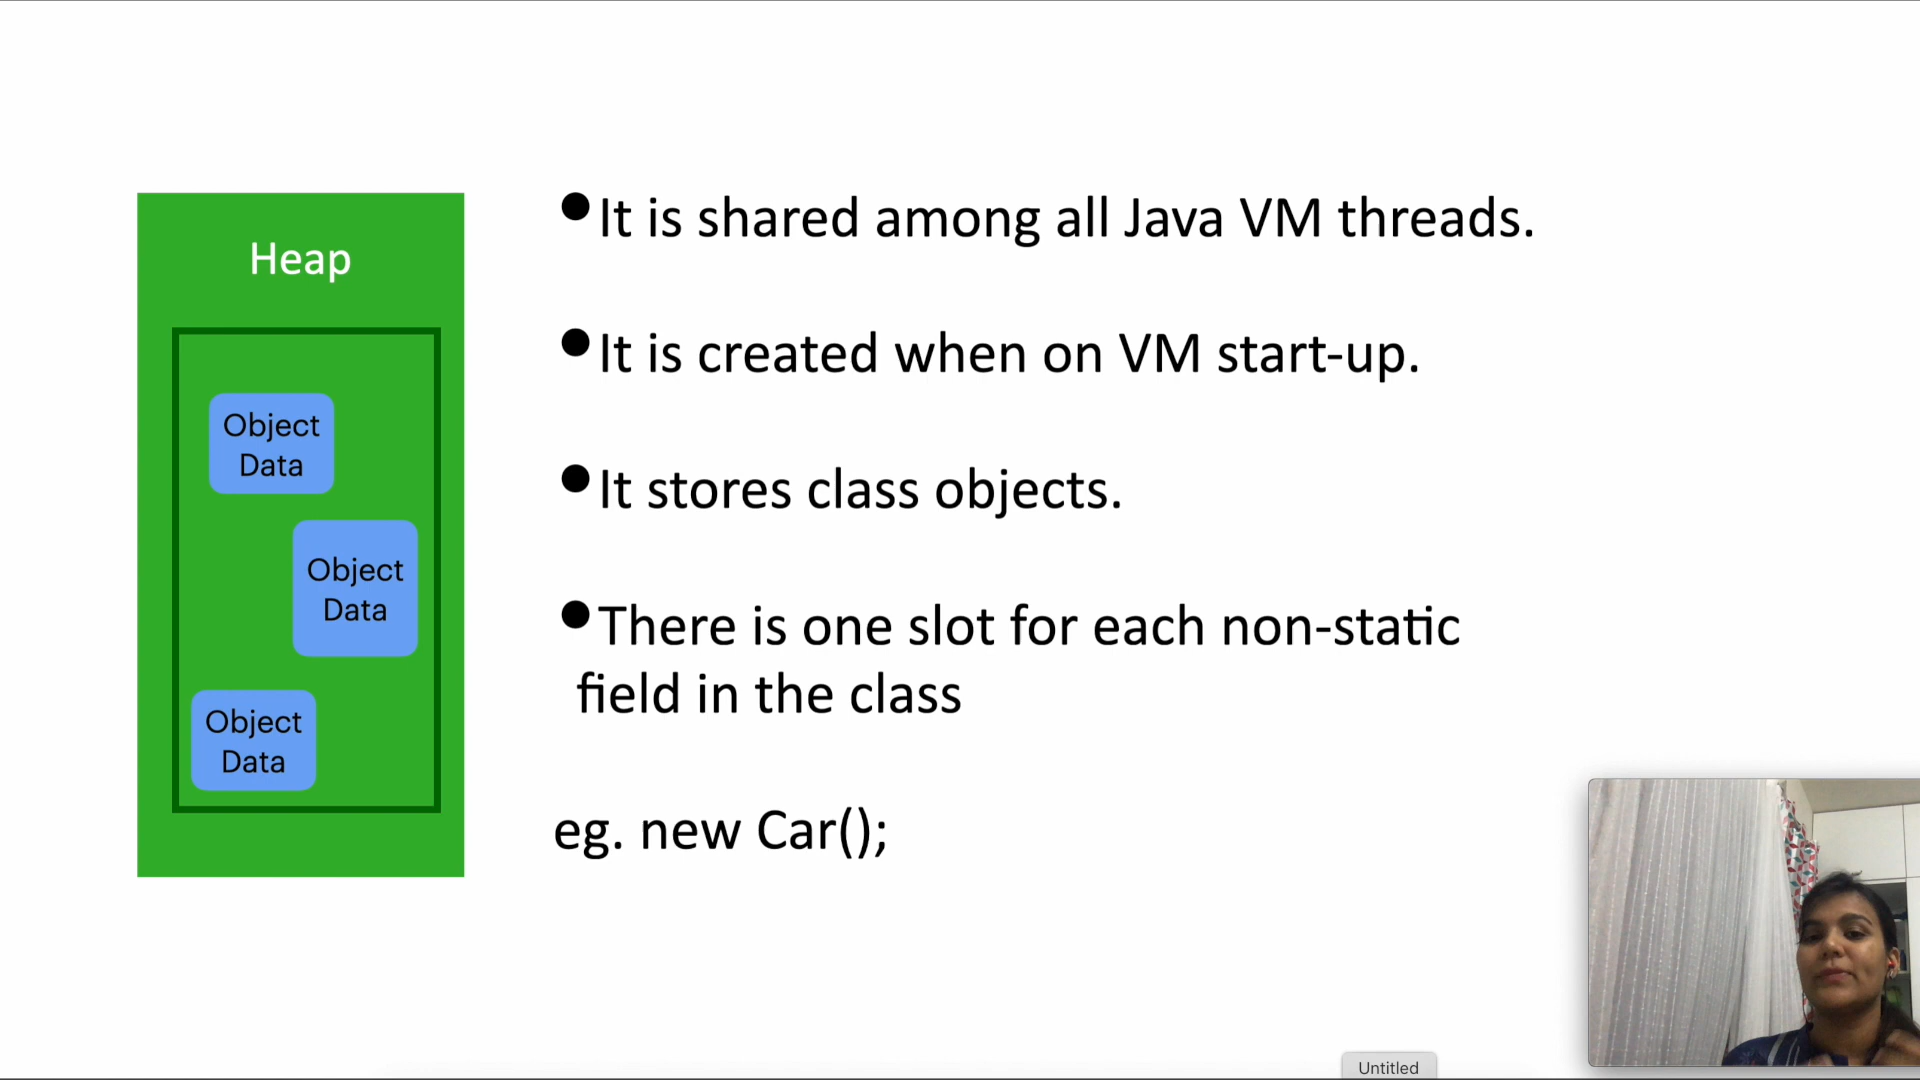 Heap
Object
Data
Object
Data
Object
Data
•It is shared among all Java VM threads.
•It is created when on VM start-up.
•It stores class objects.
•There is one slot for each non-static
field in the class
eg. new Car();
Untitled